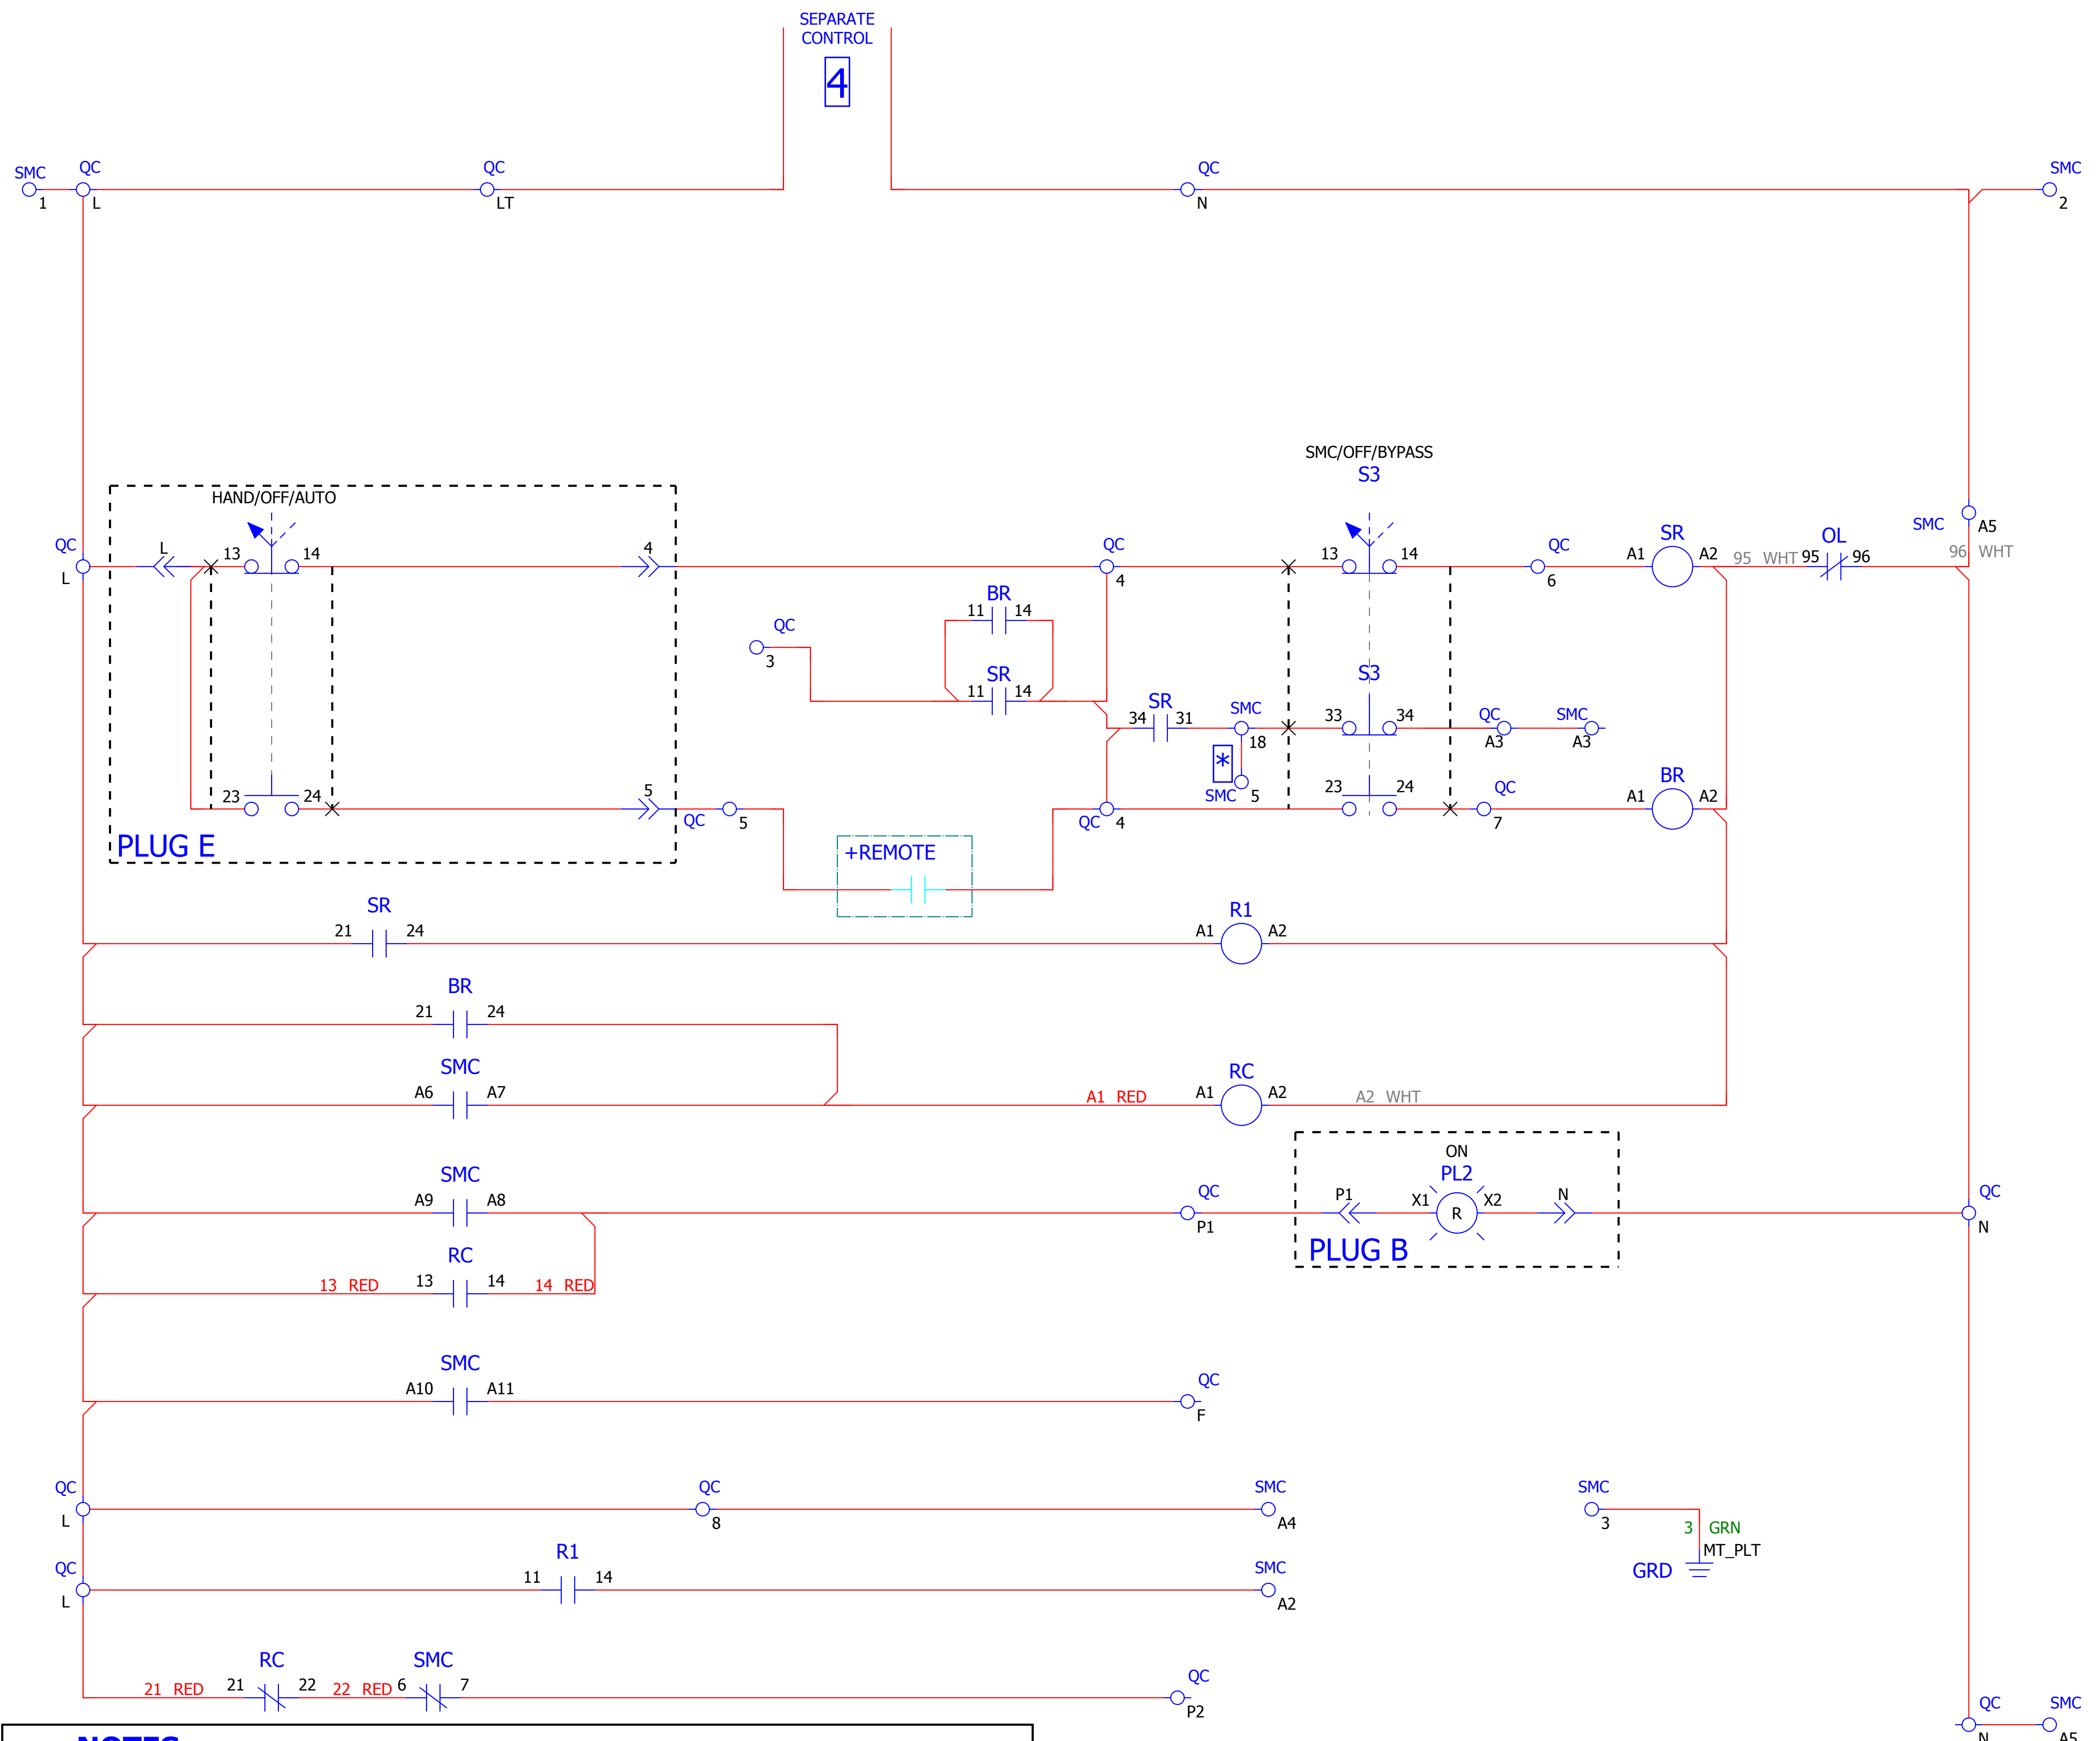 SEPARATE
CONTROL
4
SMC
1
QC
L
QC
LT
QC
N
SMC
2
SMC/OFF/BYPASS
S3
HAND/OFF/AUTO
QC
L
L
13
14
4
QC
4
13
14
QC
6
SR
A1
A2
95 WHT
OL
95
96
SMC
A5
96 WHT
BR
11
14
QC
3
SR
11
14
SR
34
31
SMC
18
*
SMC
5
S3
33
34
QC
A3
SMC
A3
23
24
5
QC
5
QC
4
23
24
QC
7
BR
A1
A2
PLUG E
+REMOTE
SR
21
24
R1
A1
A2
BR
21
24
SMC
A6
A7
A1 RED
RC
A1
A2
A2 WHT
SMC
A9
A8
QC
P1
ON
PL2
P1
X1
R
X2
N
PLUG B
QC
N
RC
13 RED
13
14
14 RED
SMC
A10
A11
QC
F
QC
L
QC
8
SMC
A4
SMC
3
3 GRN
MT_PLT
GRD
QC
L
R1
11
14
SMC
A2
RC
21 RED
21
22
22 RED
SMC
6
7
QC
P2
QC
N
SMC
A5
NOTES